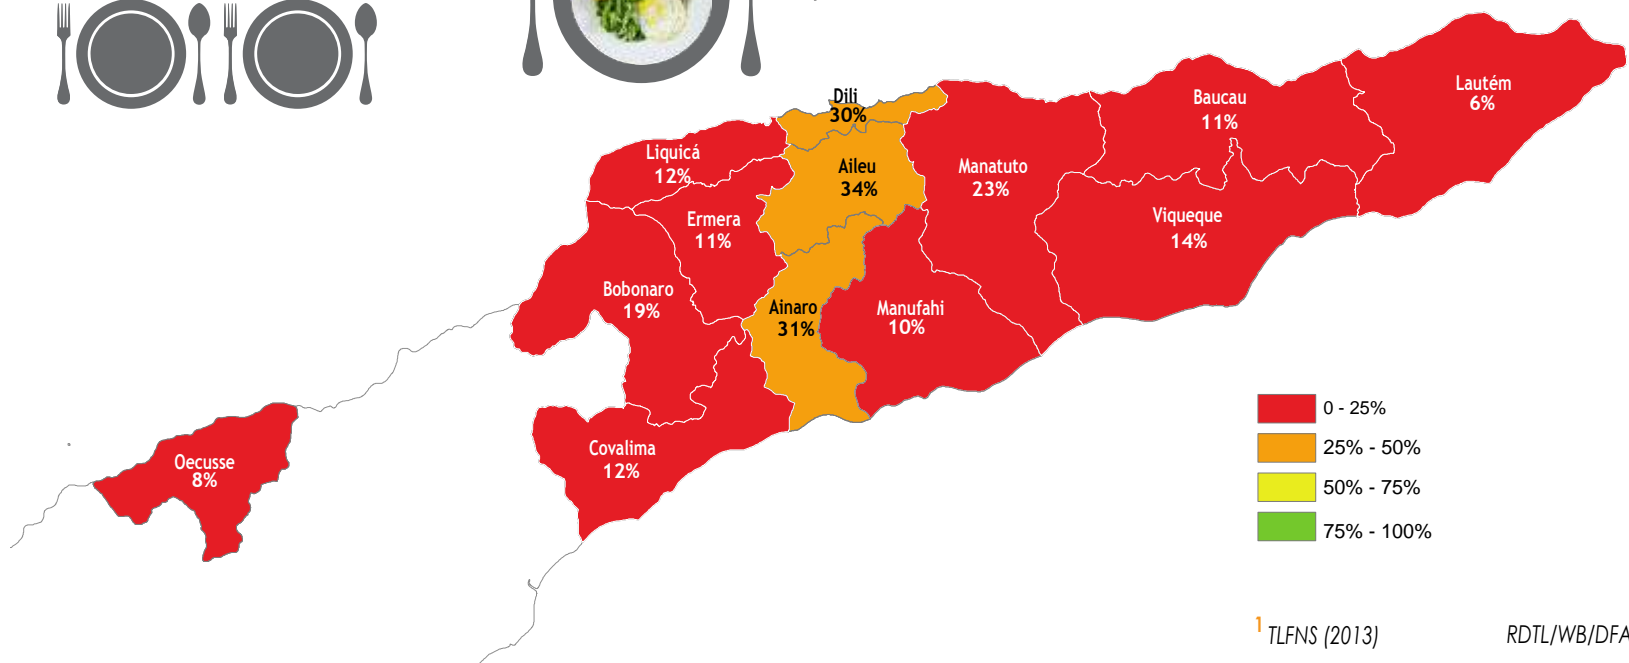 Dili
30%
Lautém
6%
Baucau
11%
Liquicá
12%
Aileu
34%
Manatuto
23%
Ermera
11%
Viqueque
14%
Bobonaro
19%
Ainaro
31%
Manufahi
10%
Covalima
12%
Oecusse
8%
0 - 25%
25% - 50%
50% - 75%
75% - 100%
1 TLFNS (2013)
RDTL/WB/DFA